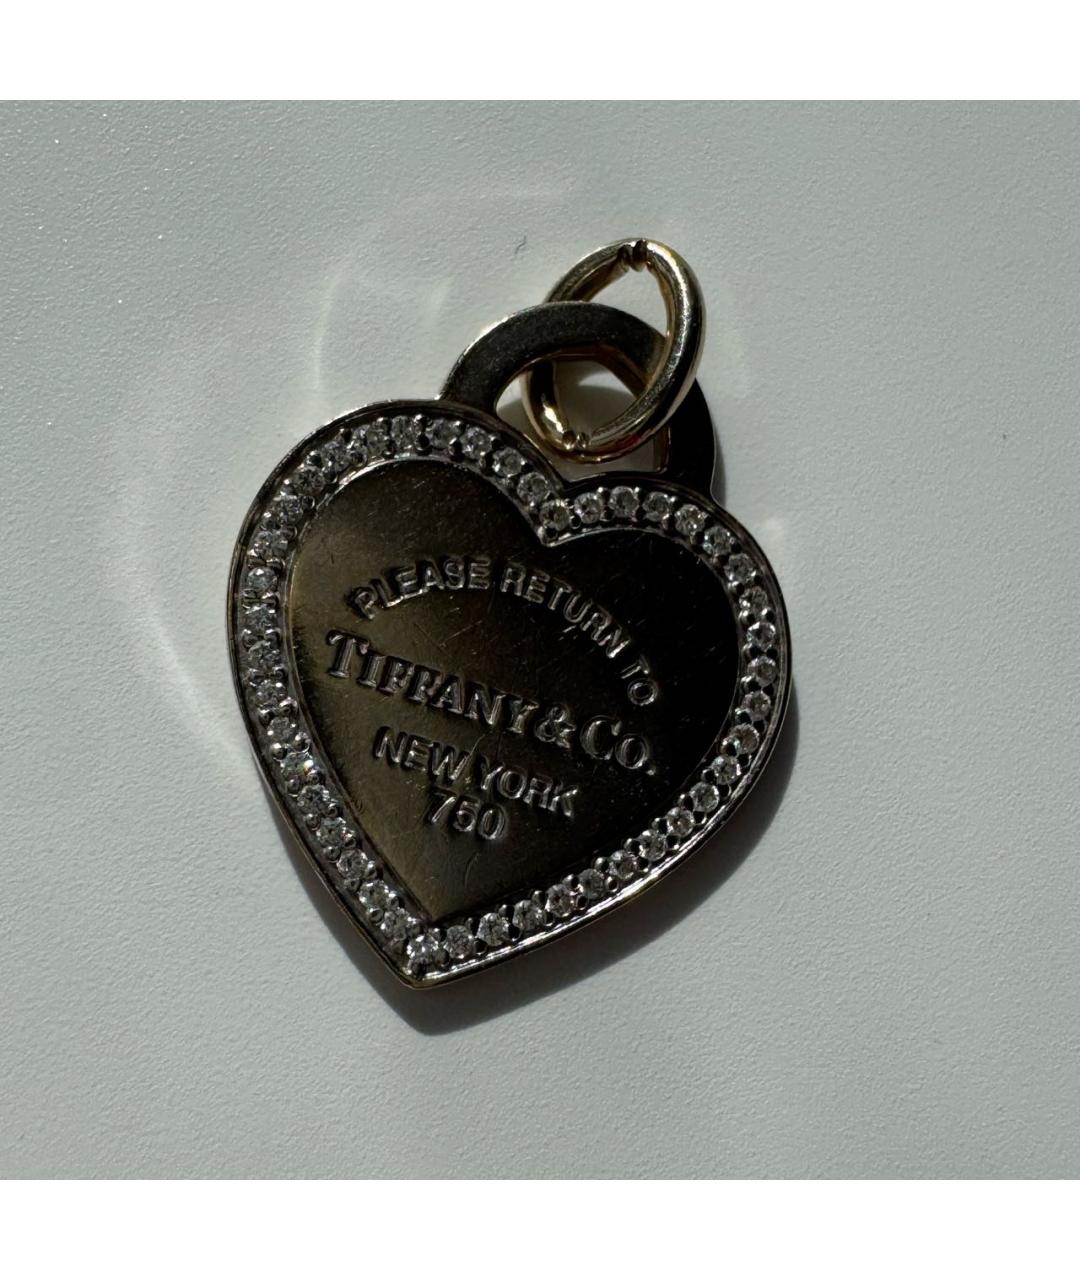 PLEASE RETURN TO
TIFFANY & CO.
NEW YORK
750